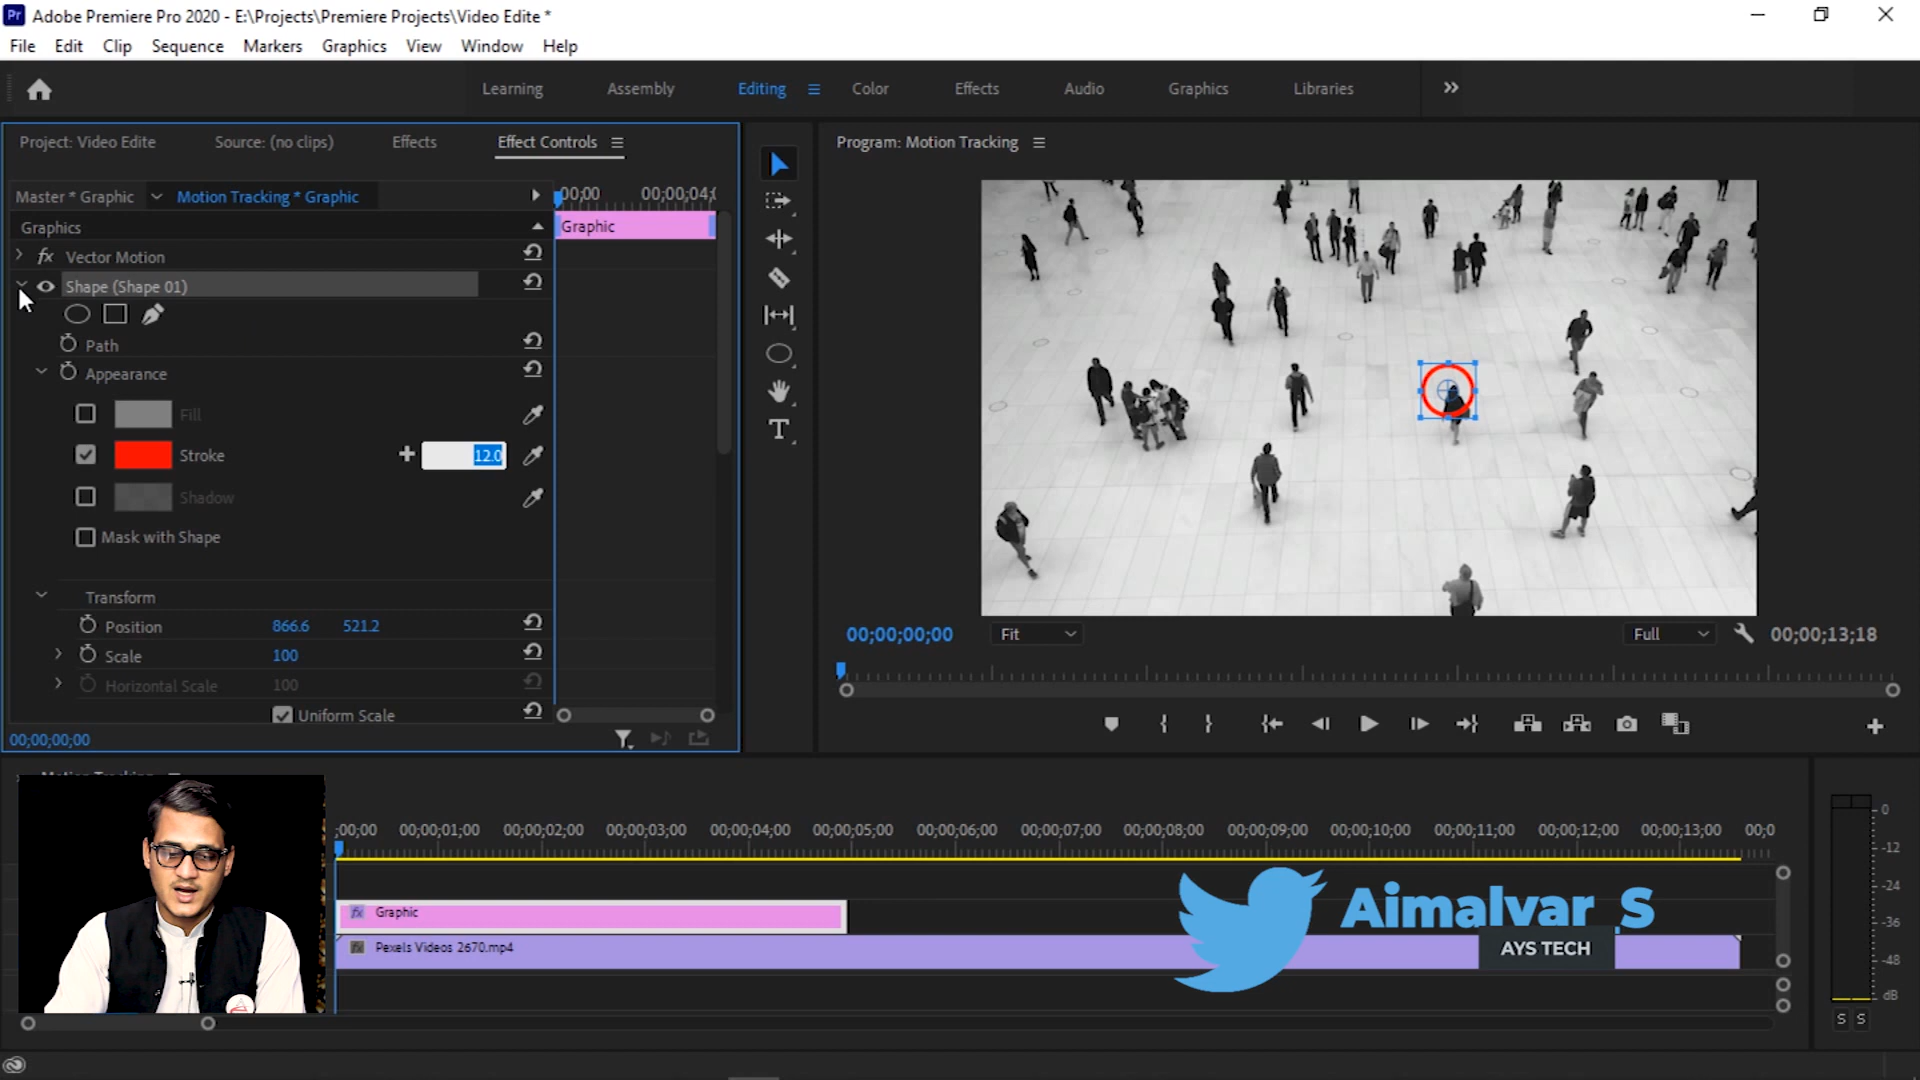 Pr Adobe Premiere Pro 2020 - E:\Projects\Premiere Projects\Video Edite *
File Edit Clip Sequence Markers Graphics View Window Help
Learning Assembly Editing Color Effects Audio Graphics Libraries
Project: Video Edite Source: (no clips) Effects Effect Controls
Program: Motion Tracking
Master * Graphic Motion Tracking * Graphic
;00;00 00;00;04;(
Graphics
Graphic
fx Vector Motion
Shape (Shape 01)
Path
Appearance
Fill
Stroke 12.0
Shadow
Mask with Shape
Transform
Position 866.6 521.2
Scale 100
Horizontal Scale 100
Uniform Scale
00;00;00;00
00;00;00;00 Fit Full 00;00;13;18
Motion Tracking
;00;00 00;00;01;00 00;00;02;00 00;00;03;00 00;00;04;00 00;00;05;00 00;00;06;00 00;00;07;00 00;00;08;00 00;00;09;00 00;00;10;00 00;00;11;00 00;00;12;00 00;00;13;00 00;0
fx Graphic
fx Pexels Videos 2670.mp4
Aimalvar_S
AYS TECH
0
-12
-24
-36
-48
dB
S S